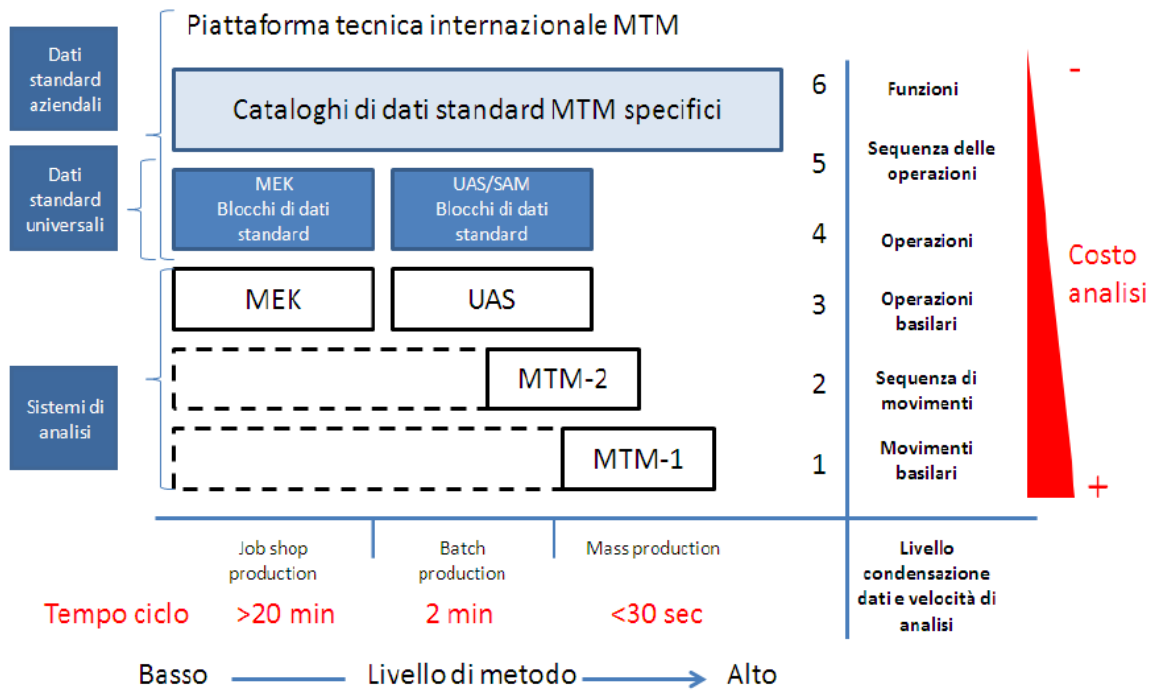 Piattaforma tecnica internazionale MTM
Dati
standard
aziendali
Cataloghi di dati standard MTM specifici
6
Funzioni
-
Dati
standard
universali
MEK
Blocchi di dati
standard
UAS/SAM
Blocchi di dati
standard
5
Sequenza delle
operazioni
4
Operazioni
Costo
analisi
MEK
UAS
3
Operazioni
basilari
Sistemi di
analisi
MTM-2
2
Sequenza di
movimenti
MTM-1
1
Movimenti
basilari
+
Job shop
production
Batch
production
Mass production
Livello
condensazione
dati e velocità di
analisi
Tempo ciclo
>20 min
2 min
<30 sec
Basso
Livello di metodo
Alto